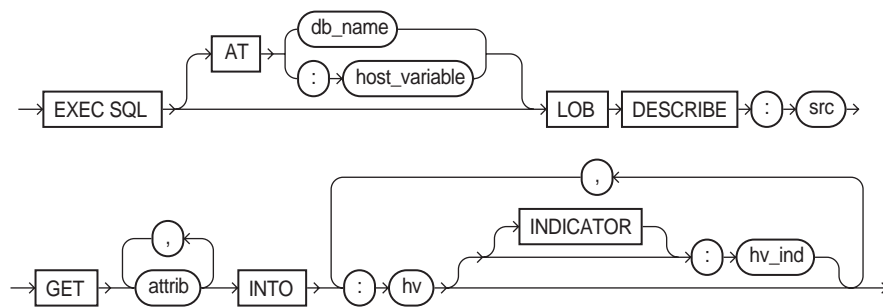 db_name
AT
: host_variable
EXEC SQL LOB DESCRIBE : src
,
, INDICATOR
: hv_ind
GET attrib INTO : hv